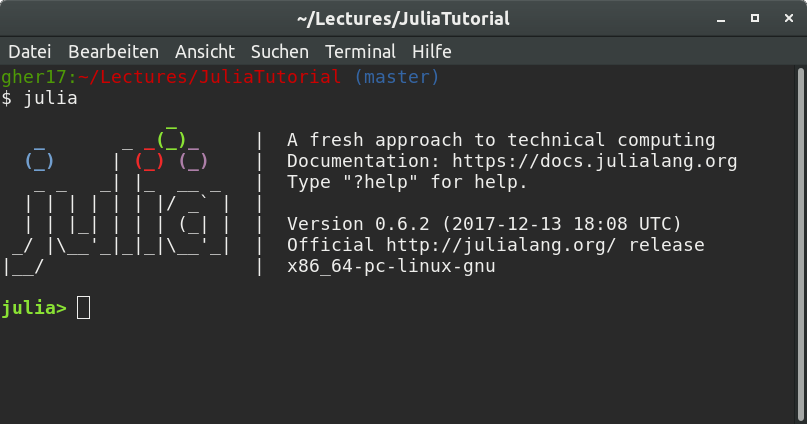 ~/Lectures/JuliaTutorial
Datei Bearbeiten Ansicht Suchen Terminal Hilfe
gher17:~/Lectures/JuliaTutorial (master)
$ julia
               _
   _       _ _(_)_     |  A fresh approach to technical computing
  (_)     | (_) (_)    |  Documentation: https://docs.julialang.org
   _ _   _| |_  __ _   |  Type "?help" for help.
  | | | | | | |/ _` |  |
  | | |_| | | | (_| |  |  Version 0.6.2 (2017-12-13 18:08 UTC)
 _/ |\__'_|_|_|\__'_|  |  Official http://julialang.org/ release
|__/                   |  x86_64-pc-linux-gnu
julia>